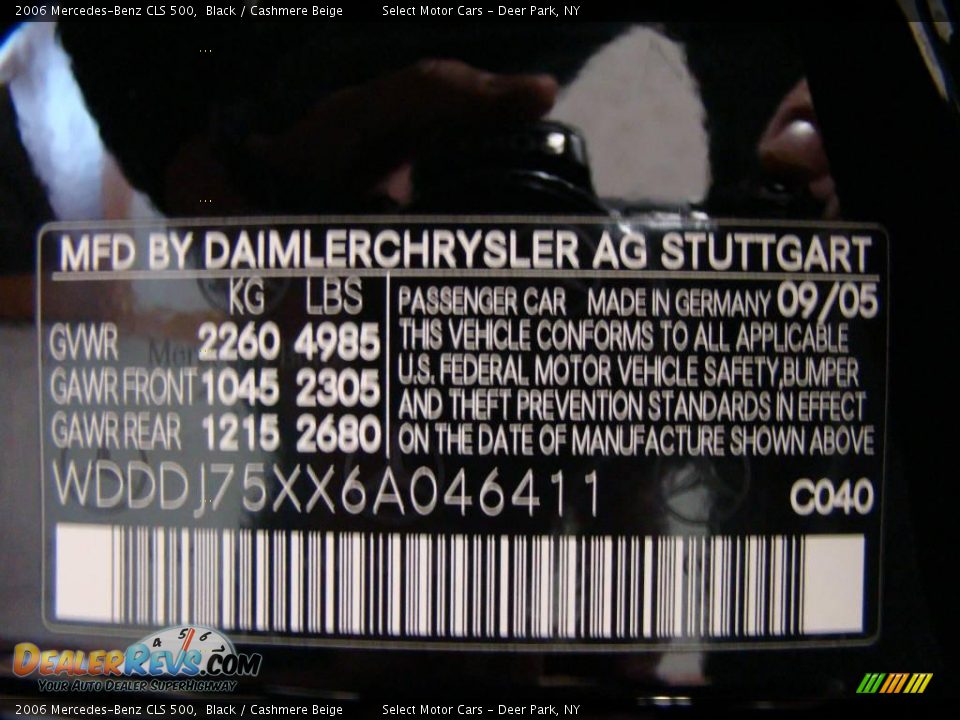 2006 Mercedes-Benz CLS 500, Black / Cashmere Beige Select Motor Cars - Deer Park, NY
...
...
MFD BY DAIMLERCHRYSLER AG STUTTGART
KG LBS
GVWR 2260 4985
GAWR FRONT 1045 2305
GAWR REAR 1215 2680
PASSENGER CAR MADE IN GERMANY 09/05
THIS VEHICLE CONFORMS TO ALL APPLICABLE
U.S. FEDERAL MOTOR VEHICLE SAFETY,BUMPER
AND THEFT PREVENTION STANDARDS IN EFFECT
ON THE DATE OF MANUFACTURE SHOWN ABOVE
WDDDJ75XX6A046411 C040
4 5 6 7
DEALERREVS.COM
YOUR AUTO DEALER SUPERHIGHWAY
2006 Mercedes-Benz CLS 500, Black / Cashmere Beige Select Motor Cars - Deer Park, NY